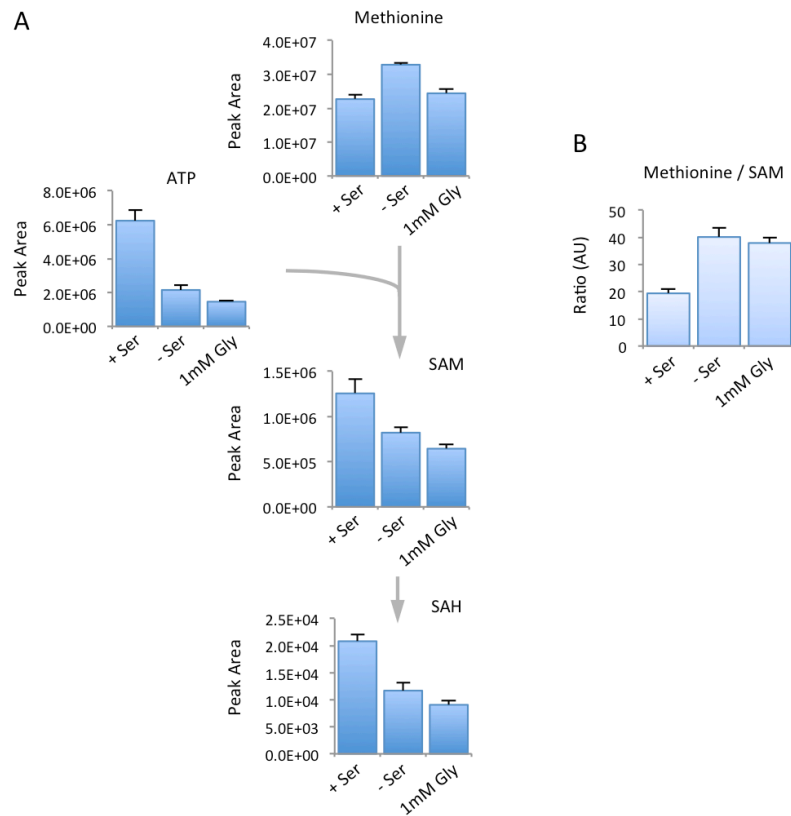 A
Methionine
Peak Area
4.0E+07
3.0E+07
2.0E+07
1.0E+07
0.0E+00
+ Ser
- Ser
1mM Gly
ATP
Peak Area
8.0E+06
6.0E+06
4.0E+06
2.0E+06
0.0E+00
+ Ser
- Ser
1mM Gly
SAM
Peak Area
1.5E+06
1.0E+06
5.0E+05
0.0E+00
+ Ser
- Ser
1mM Gly
SAH
Peak Area
2.5E+04
2.0E+04
1.5E+04
1.0E+04
5.0E+03
0.0E+00
+ Ser
- Ser
1mM Gly
B
Methionine / SAM
Ratio (AU)
50
40
30
20
10
0
+ Ser
- Ser
1mM Gly